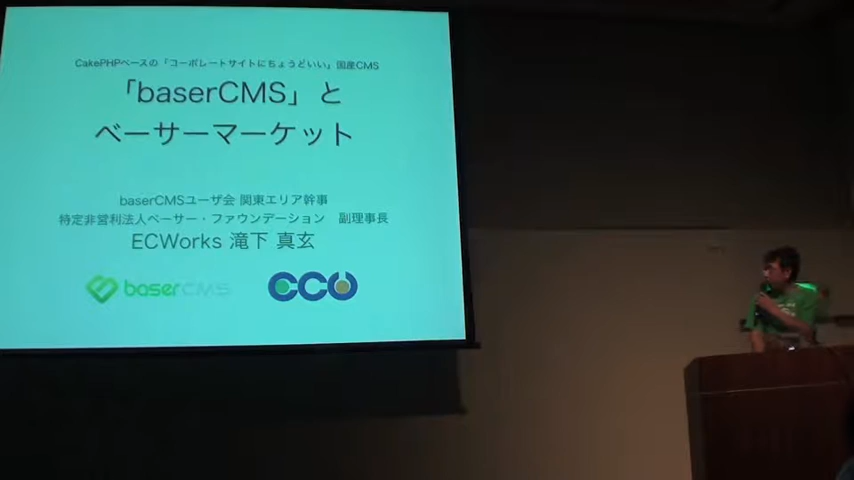 CakePHPベースの「コーポレートサイトにちょうどいい」国産CMS
「baserCMS」と
ベーサーマーケット
baserCMSユーザ会 関東エリア幹事
特定非営利法人ベーサー・ファウンデーション 副理事長
ECWorks 滝下 真玄
baserCMS
CCU